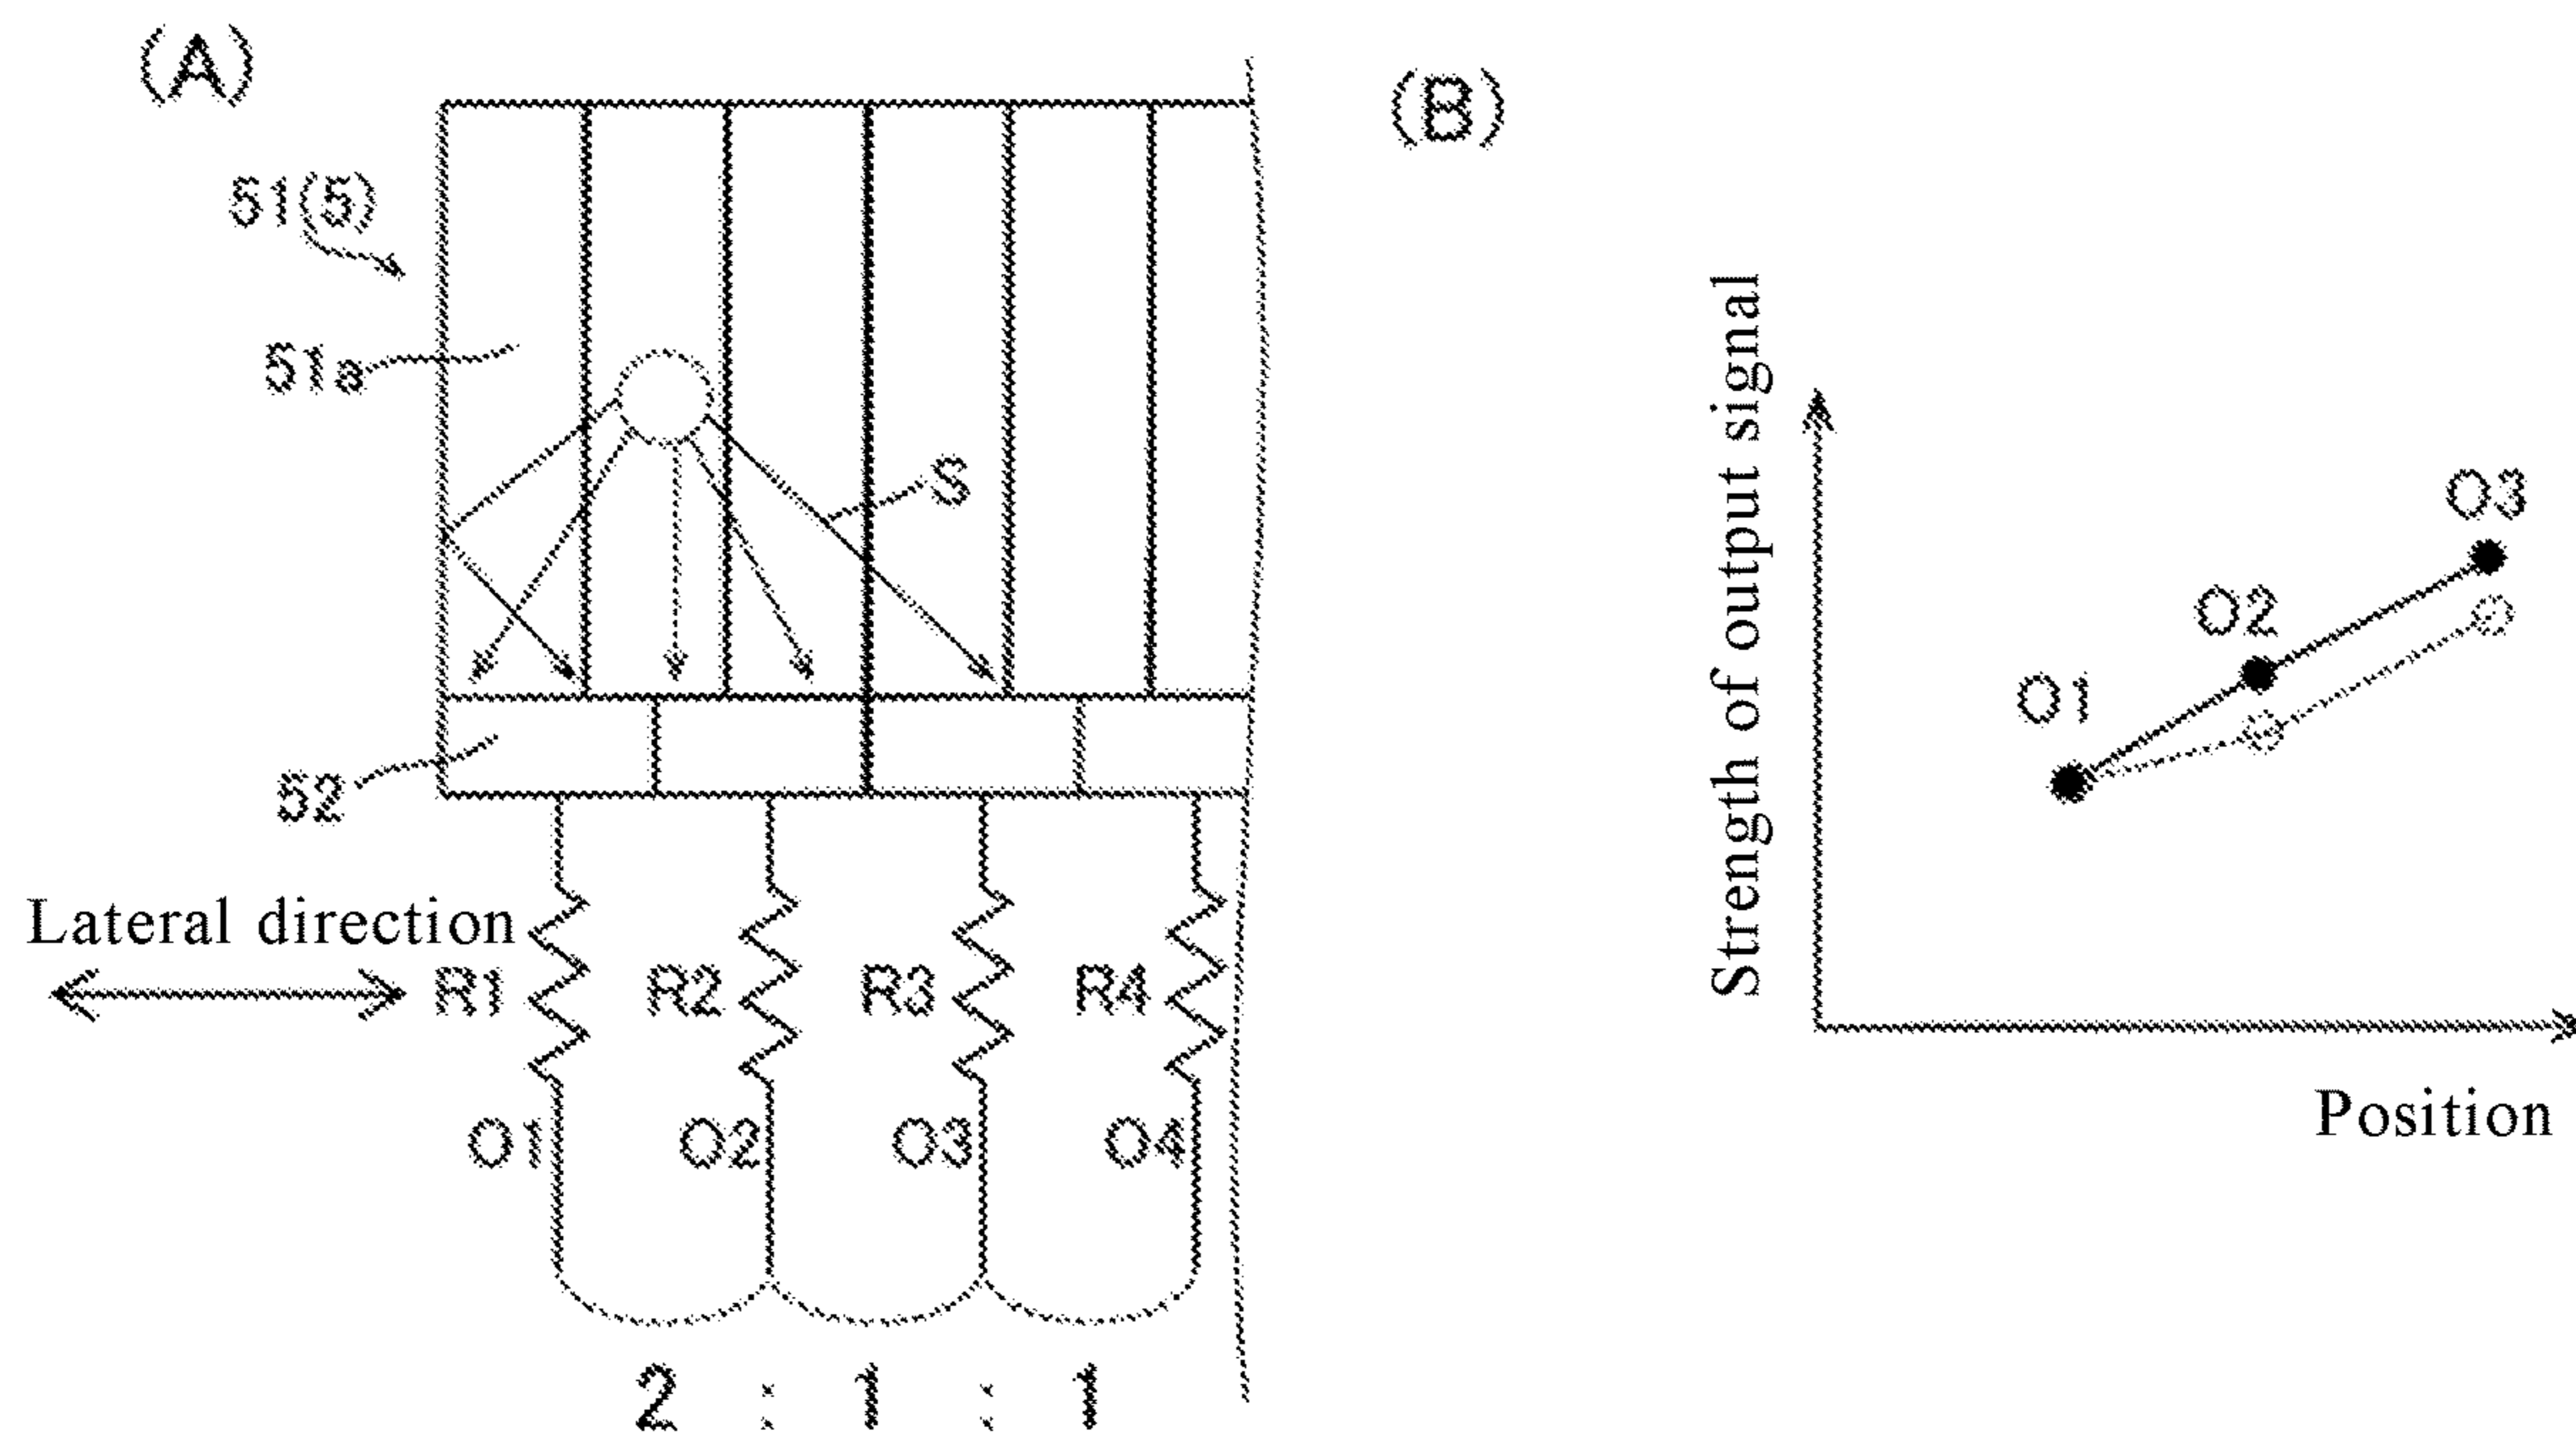 (A)
(B)
51(5)
51a
S
52
Lateral direction
R1 R2 R3 R4
O1 O2 O3 O4
2 : 1 : 1
Strength of output signal
O1
O2
O3
Position